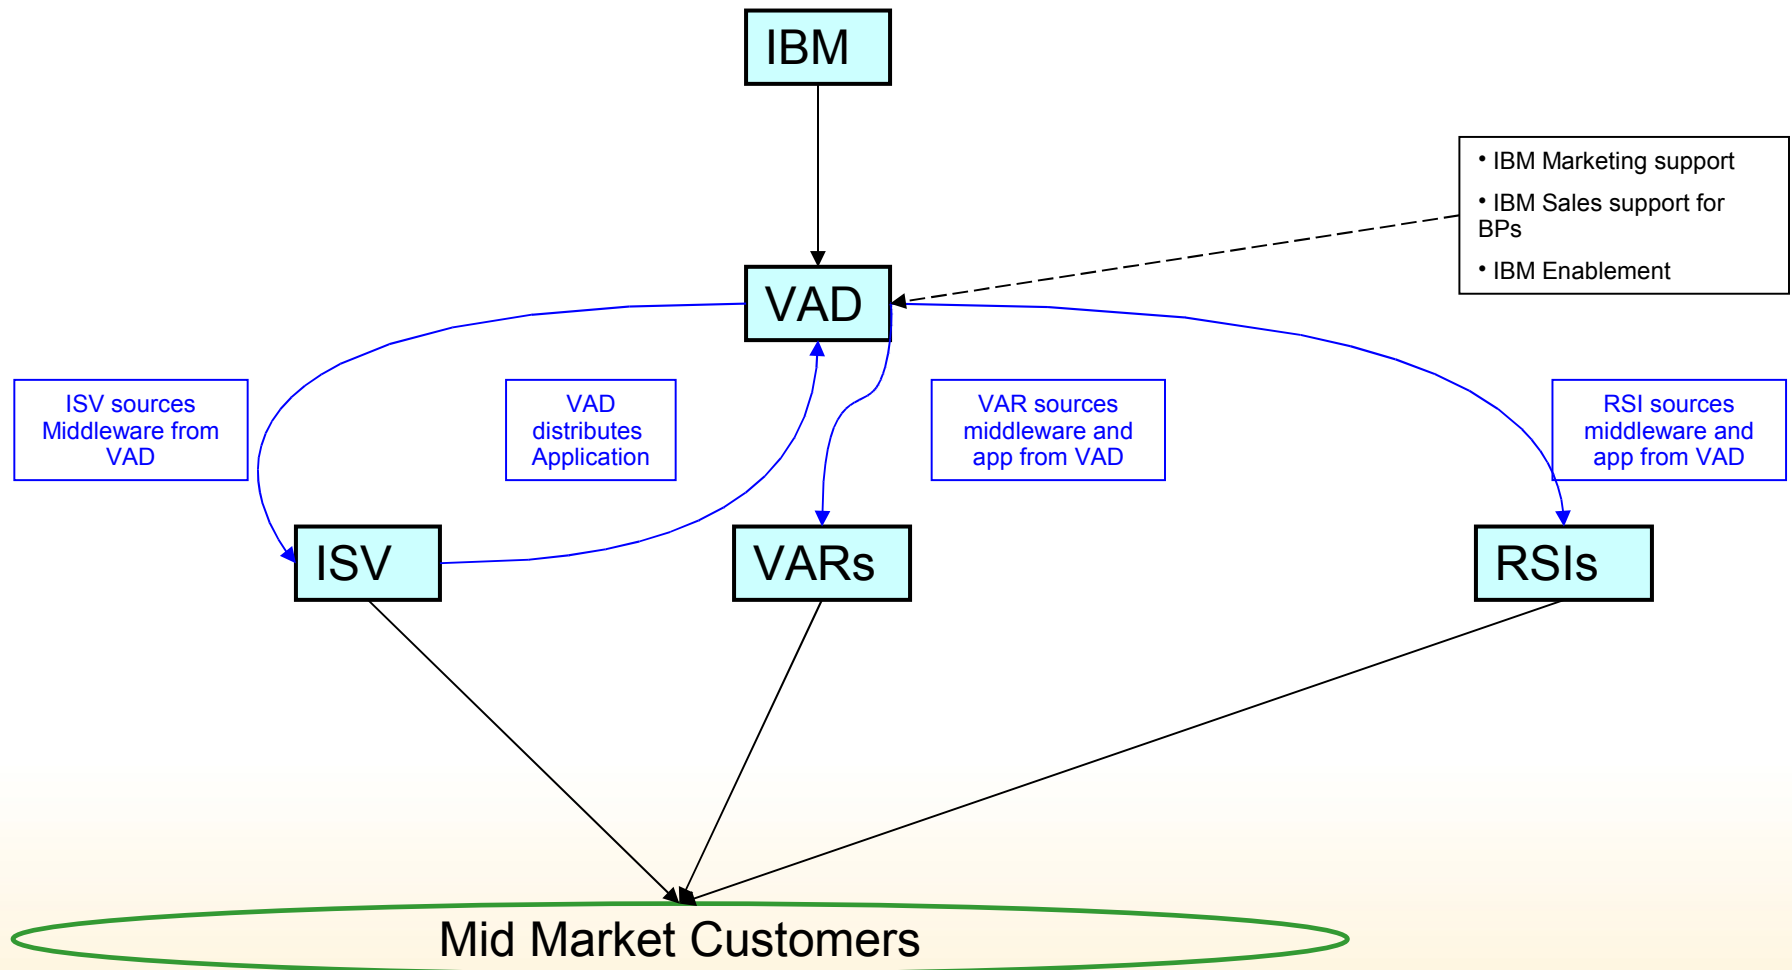 IBM
• IBM Marketing support
• IBM Sales support for
BPs
• IBM Enablement
VAD
ISV sources
Middleware from
VAD
VAD
distributes
Application
VAR sources
middleware and
app from VAD
RSI sources
middleware and
app from VAD
ISV
VARs
RSIs
Mid Market Customers